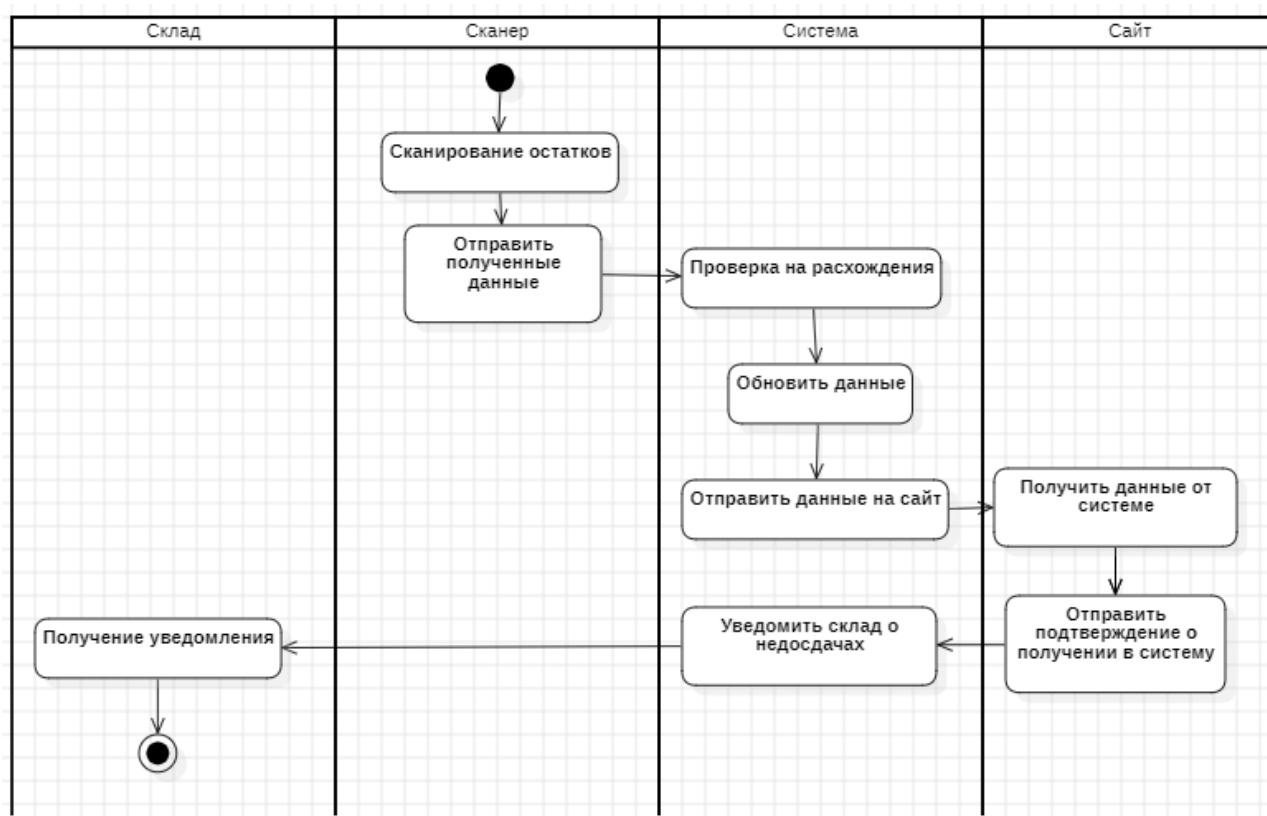 Склад
Сканер
Система
Сайт
Сканирование остатков
Отправить
полученные
данные
Проверка на расхождения
Обновить данные
Отправить данные на сайт
Получить данные от
системе
Отправить
подтверждение о
получении в систему
Уведомить склад о
недосдачах
Получение уведомления